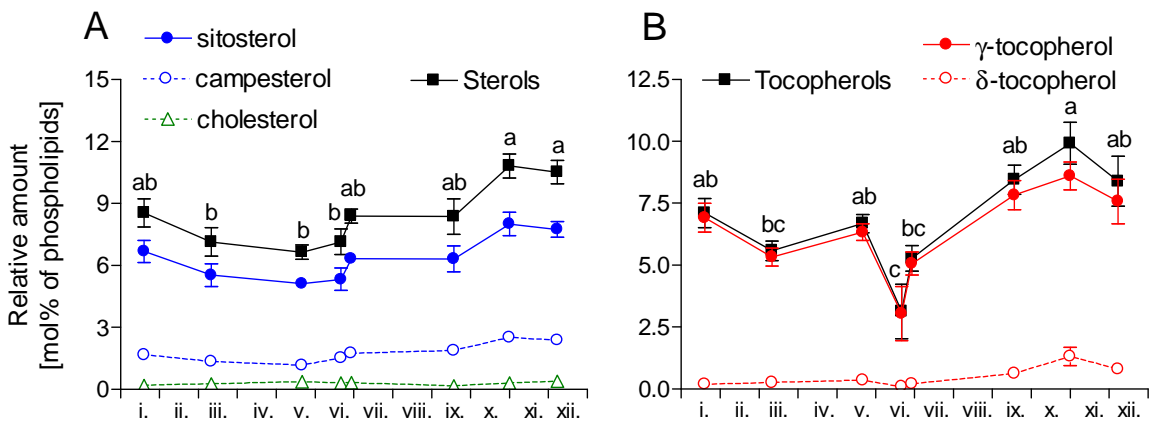 A
sitosterol
campesterol
cholesterol
Sterols
Relative amount
[mol% of phospholipids]
15
12
9
6
3
0
ab
b
b
b
ab
ab
a
a
i. ii. iii. iv. v. vi. vii. viii. ix. x. xi. xii.
B
γ-tocopherol
Tocopherols
δ-tocopherol
12.5
10.0
7.5
5.0
2.5
0.0
ab
bc
ab
c
bc
ab
a
ab
i. ii. iii. iv. v. vi. vii. viii. ix. x. xi. xii.